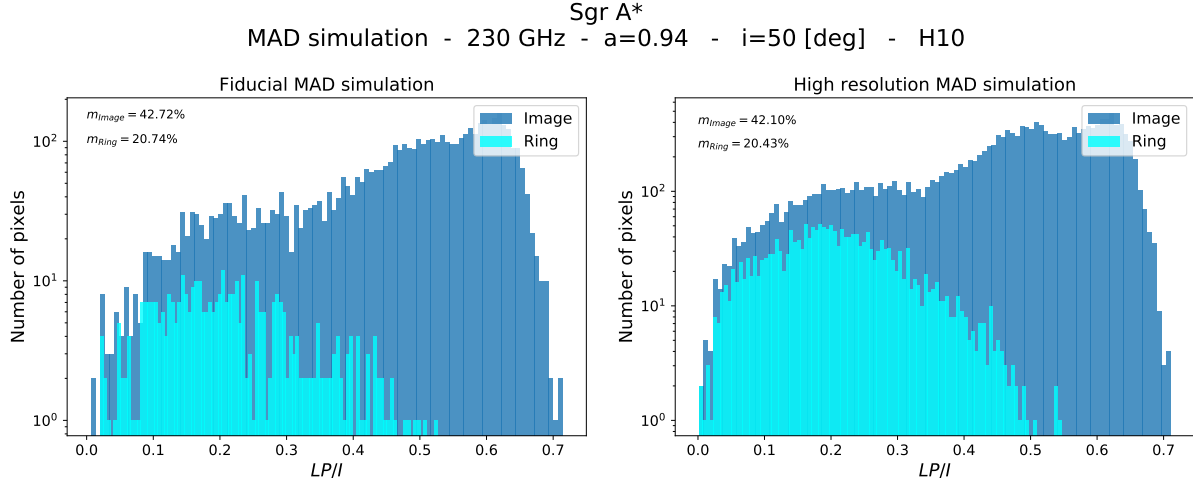 Sgr A*
MAD simulation - 230 GHz - a=0.94 - i=50 [deg] - H10
Fiducial MAD simulation
m_Image = 42.72%
m_Ring = 20.74%
Image
Ring
Number of pixels
10^2
10^1
10^0
0.0 0.1 0.2 0.3 0.4 0.5 0.6 0.7
LP/I
High resolution MAD simulation
m_Image = 42.10%
m_Ring = 20.43%
Image
Ring
Number of pixels
10^2
10^1
10^0
0.0 0.1 0.2 0.3 0.4 0.5 0.6 0.7
LP/I